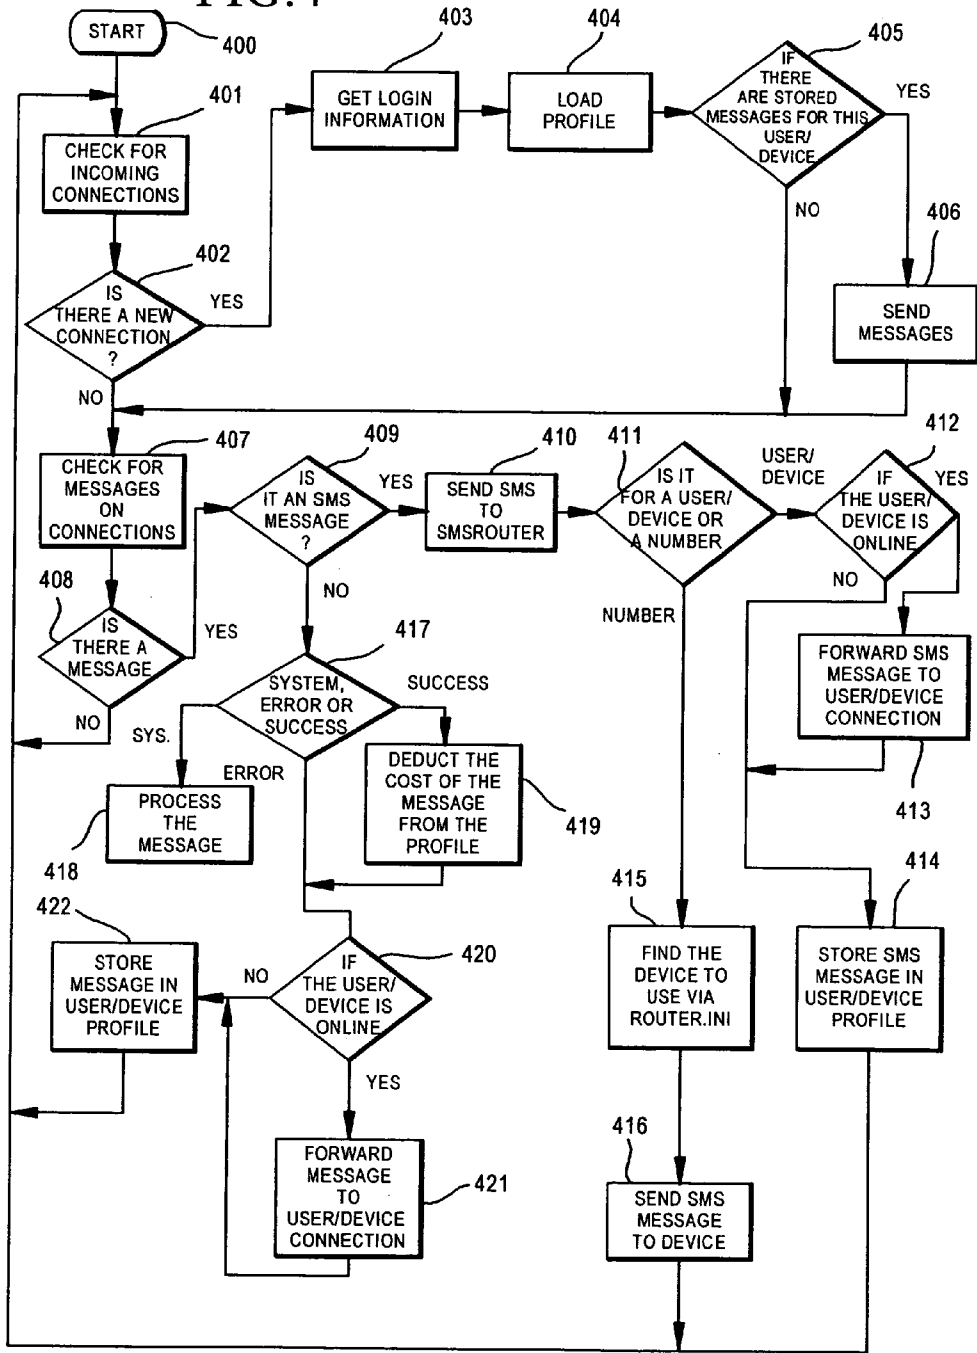 FIG. 4
START
400
401
CHECK FOR
INCOMING
CONNECTIONS
402
IS
THERE A NEW
CONNECTION
?
YES
NO
403
GET LOGIN
INFORMATION
404
LOAD
PROFILE
405
IF
THERE
ARE STORED
MESSAGES FOR THIS
USER/
DEVICE
YES
NO
406
SEND
MESSAGES
407
CHECK FOR
MESSAGES
ON
CONNECTIONS
408
IS
THERE A
MESSAGE
YES
NO
409
IS
IT AN SMS
MESSAGE
?
YES
NO
410
SEND SMS
TO
SMSROUTER
411
IS IT
FOR A USER/
DEVICE OR
A NUMBER
USER/
DEVICE
NUMBER
412
IF
THE USER/
DEVICE IS
ONLINE
YES
NO
FORWARD SMS
MESSAGE TO
USER/DEVICE
CONNECTION
413
417
SYSTEM,
ERROR OR
SUCCESS
SUCCESS
SYS.
ERROR
PROCESS
THE
MESSAGE
418
DEDUCT THE
COST OF THE
MESSAGE
FROM THE
PROFILE
419
414
STORE SMS
MESSAGE IN
USER/DEVICE
PROFILE
415
FIND THE
DEVICE TO
USE VIA
ROUTER.INI
416
SEND SMS
MESSAGE
TO DEVICE
420
IF
THE USER/
DEVICE IS
ONLINE
NO
YES
422
STORE
MESSAGE IN
USER/DEVICE
PROFILE
FORWARD
MESSAGE
TO
USER/DEVICE
CONNECTION
421